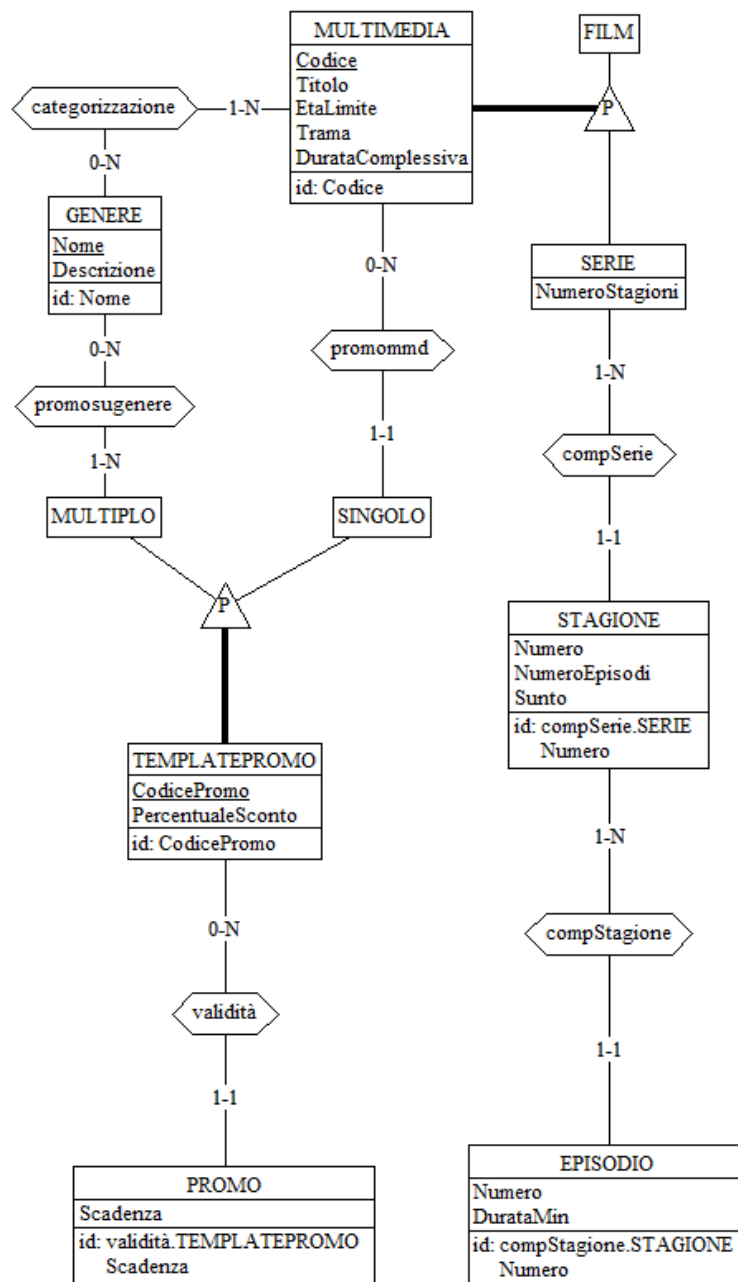 MULTIMEDIA
Codice
Titolo
EtaLimite
Trama
DurataComplessiva
id: Codice
FILM
P
categorizzazione
1-N
0-N
GENERE
Nome
Descrizione
id: Nome
0-N
SERIE
NumeroStagioni
0-N
promosugenere
promommd
1-N
1-N
1-1
compSerie
MULTIPLO
SINGOLO
1-1
P
STAGIONE
Numero
NumeroEpisodi
Sunto
id: compSerie.SERIE
Numero
TEMPLATEPROMO
CodicePromo
PercentualeSconto
id: CodicePromo
1-N
0-N
compStagione
validità
1-1
1-1
EPISODIO
Numero
DurataMin
id: compStagione.STAGIONE
Numero
PROMO
Scadenza
id: validità.TEMPLATEPROMO
Scadenza